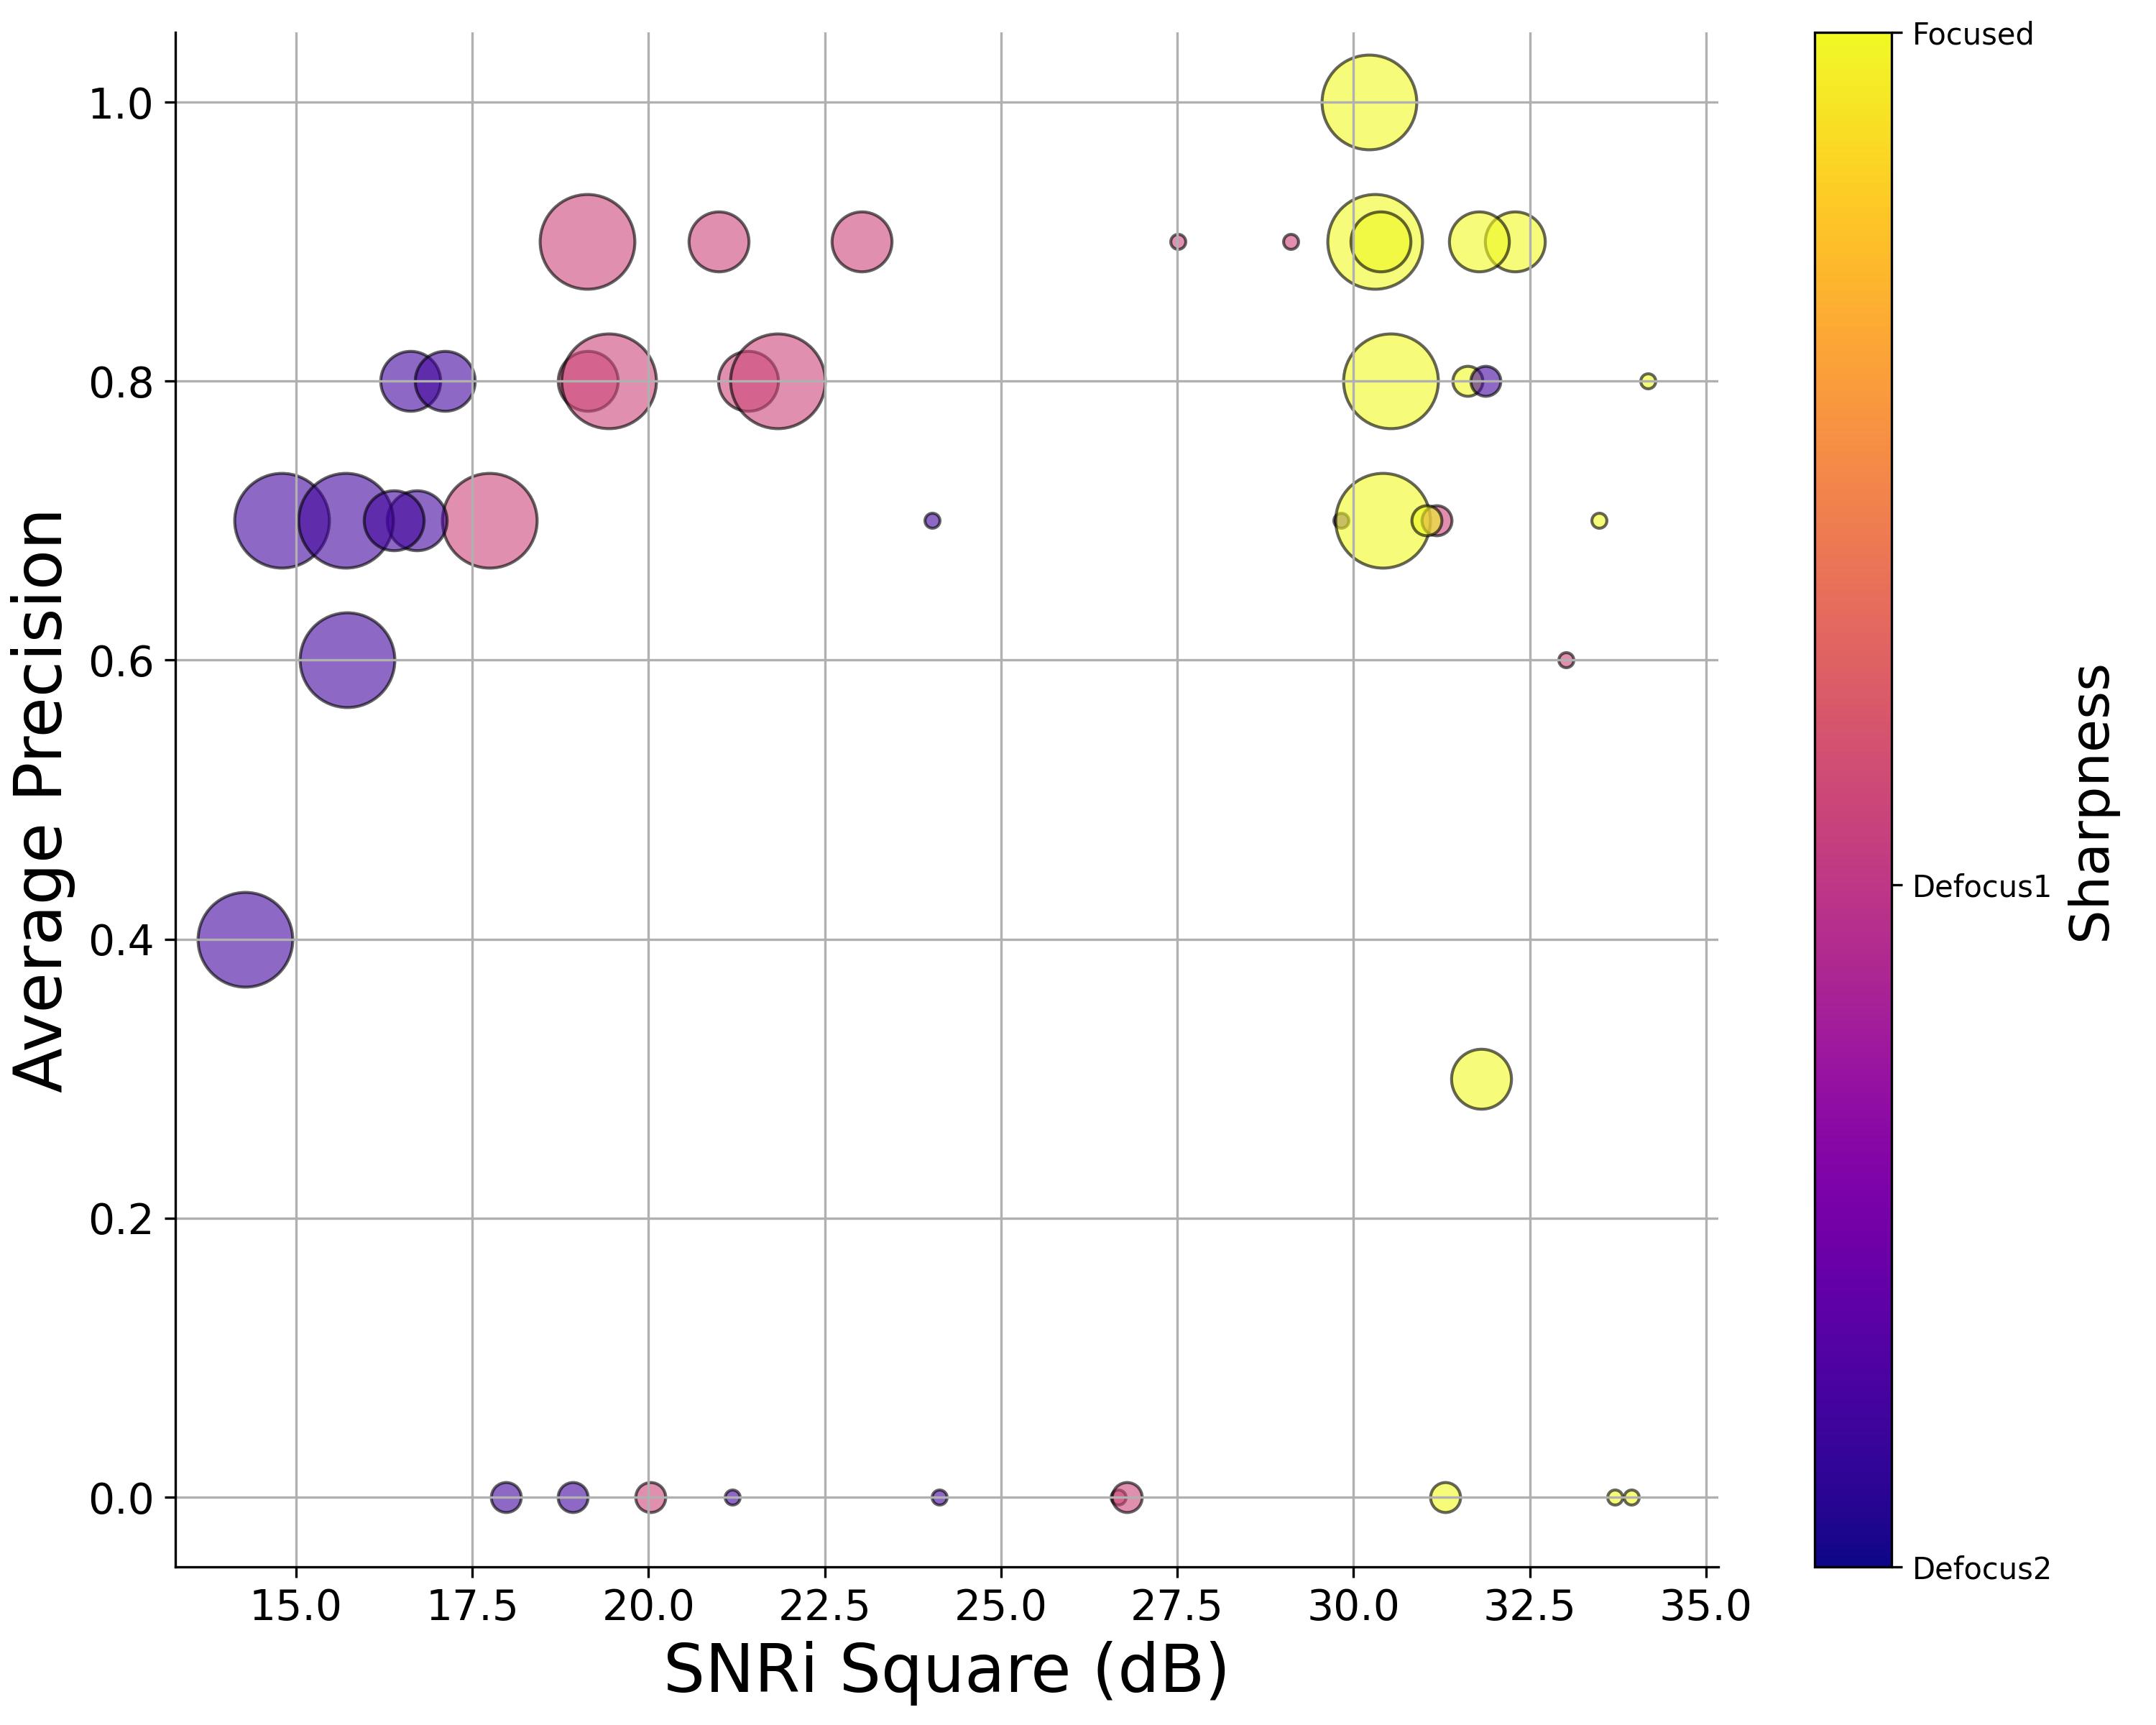 Average Precision
1.0
0.8
0.6
0.4
0.2
0.0
15.0 17.5 20.0 22.5 25.0 27.5 30.0 32.5 35.0
SNRi Square (dB)
Focused
Defocus1
Defocus2
Sharpness